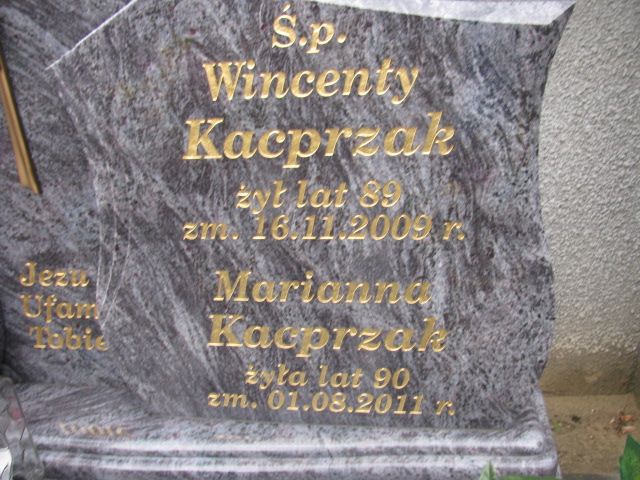 Ś.p.
Wincenty
Kacprzak
żył lat 89
zm. 16.11.2009 r.
Marianna
Kacprzak
żyła lat 90
zm. 01.08.2011 r.
Jezu
Ufam
Tobie